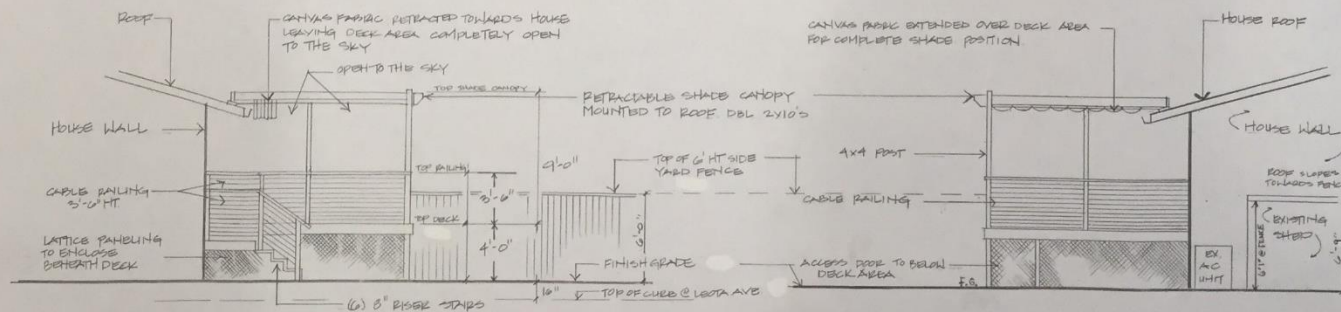 ROOF
CANVAS FABRIC RETRACTED TOWARDS HOUSE
LEAVING DECK AREA COMPLETELY OPEN
TO THE SKY
OPEN TO THE SKY
TOP SHADE CANOPY
HOUSE WALL
CABLE RAILING
3'-6" HT
LATTICE PANELING
TO ENCLOSE
BENEATH DECK
(6) 8" RISER STAIRS
TOP RAILING
3'-6"
TOP DECK
4'-0"
9'-0"
16"
RETRACTABLE SHADE CANOPY
MOUNTED TO ROOF. DBL 2X10'S
TOP OF 6' HT SIDE
YARD FENCE
6'-0"
FINISH GRADE
TOP OF CURB @ LEOTA AVE
CANVAS FABRIC EXTENDED OVER DECK AREA
FOR COMPLETE SHADE POSITION
HOUSE ROOF
4x4 POST
CABLE RAILING
ACCESS DOOR TO BELOW
DECK AREA
F.G.
HOUSE WALL
ROOF SLOPES
TOWARDS FENC
EXISTING
SHED
EX.
AC
UNIT